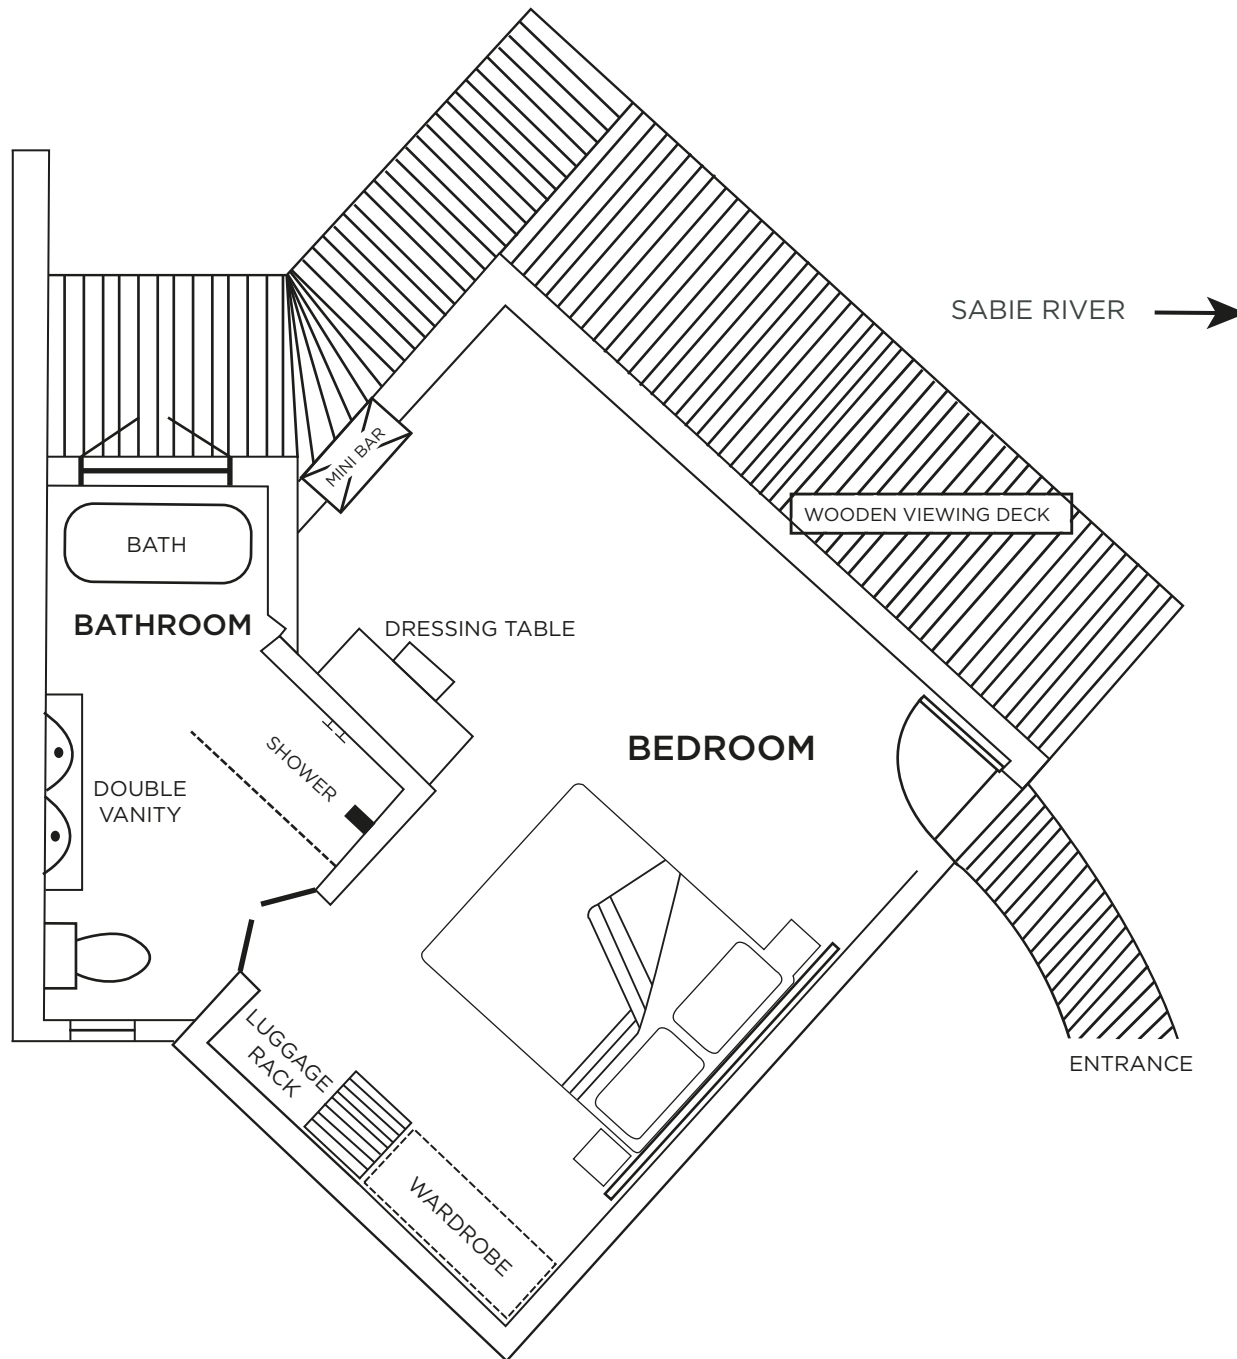 SABIE RIVER
MINI BAR
WOODEN VIEWING DECK
BATH
BATHROOM
DRESSING TABLE
BEDROOM
SHOWER
DOUBLE
VANITY
LUGGAGE
RACK
ENTRANCE
WARDROBE